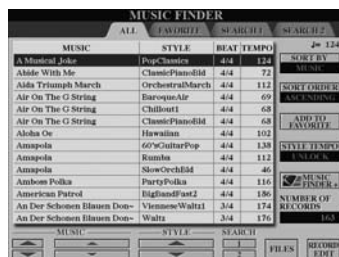 MUSIC FINDER
ALL FAVORITE SEARCH 1 SEARCH 2
MUSIC STYLE BEAT TEMPO
A Musical Joke PopClassics 4/4 124
Abide With Me ClassicPianoBld 4/4 72
Aida Triumph March OrchestralMarch 4/4 112
Air On The G String BaroqueAir 4/4 69
Air On The G String Chillout1 4/4 68
Air On The G String ClassicPianoBld 4/4 68
Aloha Oe Hawaiian 4/4 102
Amapola 60'sGuitarPop 4/4 138
Amapola Rumba 4/4 112
Amapola SlowOrchBld 4/4 46
Amboss Polka PartyPolka 4/4 116
American Patrol BigBandFast2 4/4 186
An Der Schonen Blauen Don~ VienneseWaltz1 3/4 174
An Der Schonen Blauen Don~ Waltz 3/4 176
♩= 124
SORT BY
MUSIC
SORT ORDER
ASCENDING
ADD TO
FAVORITE
STYLE TEMPO
UNLOCK
MUSIC
FINDER +
NUMBER OF
RECORDS
163
MUSIC STYLE SEARCH
1
2
FILES
RECORD
EDIT